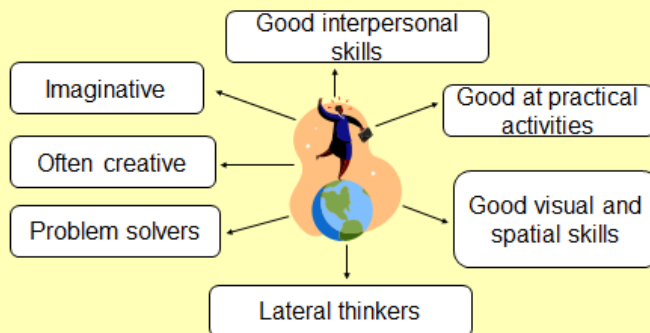 Good interpersonal
skills
Imaginative
Good at practical
activities
Often creative
Good visual and
spatial skills
Problem solvers
Lateral thinkers